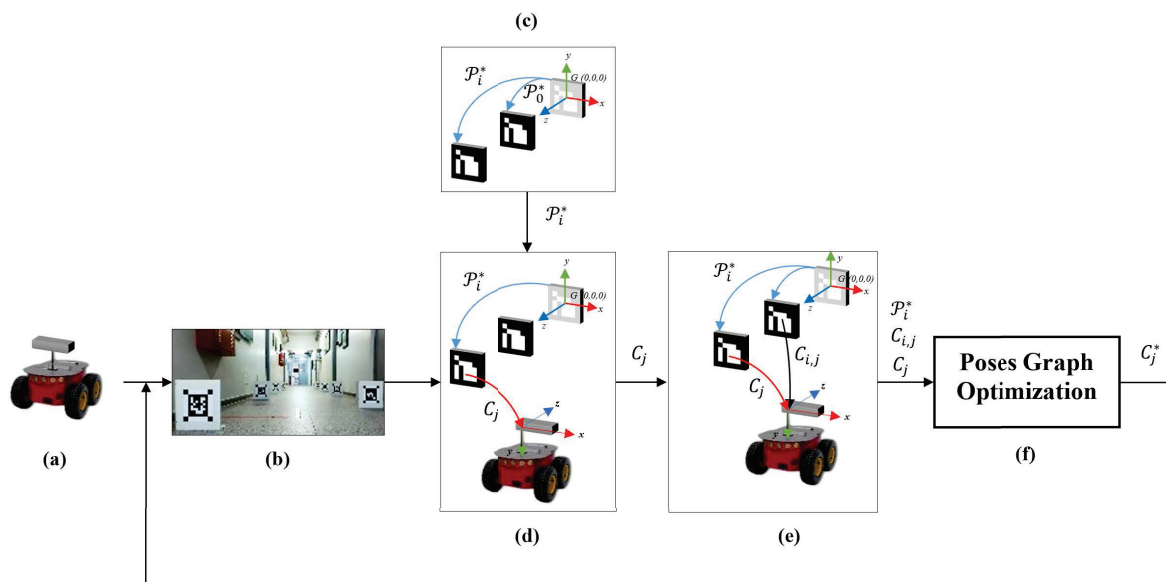 (c)
𝒫ᵢ*
𝒫₀*
y
G (0,0,0)
x
z
𝒫ᵢ*
𝒫ᵢ*
y
G (0,0,0)
x
z
Cⱼ
z
x
y
Cⱼ
𝒫ᵢ*
y
G (0,0,0)
x
z
Cᵢ,ⱼ
Cⱼ
z
x
y
𝒫ᵢ*
Cᵢ,ⱼ
Cⱼ
Poses Graph
Optimization
Cⱼ*
(a)
(b)
(d)
(e)
(f)